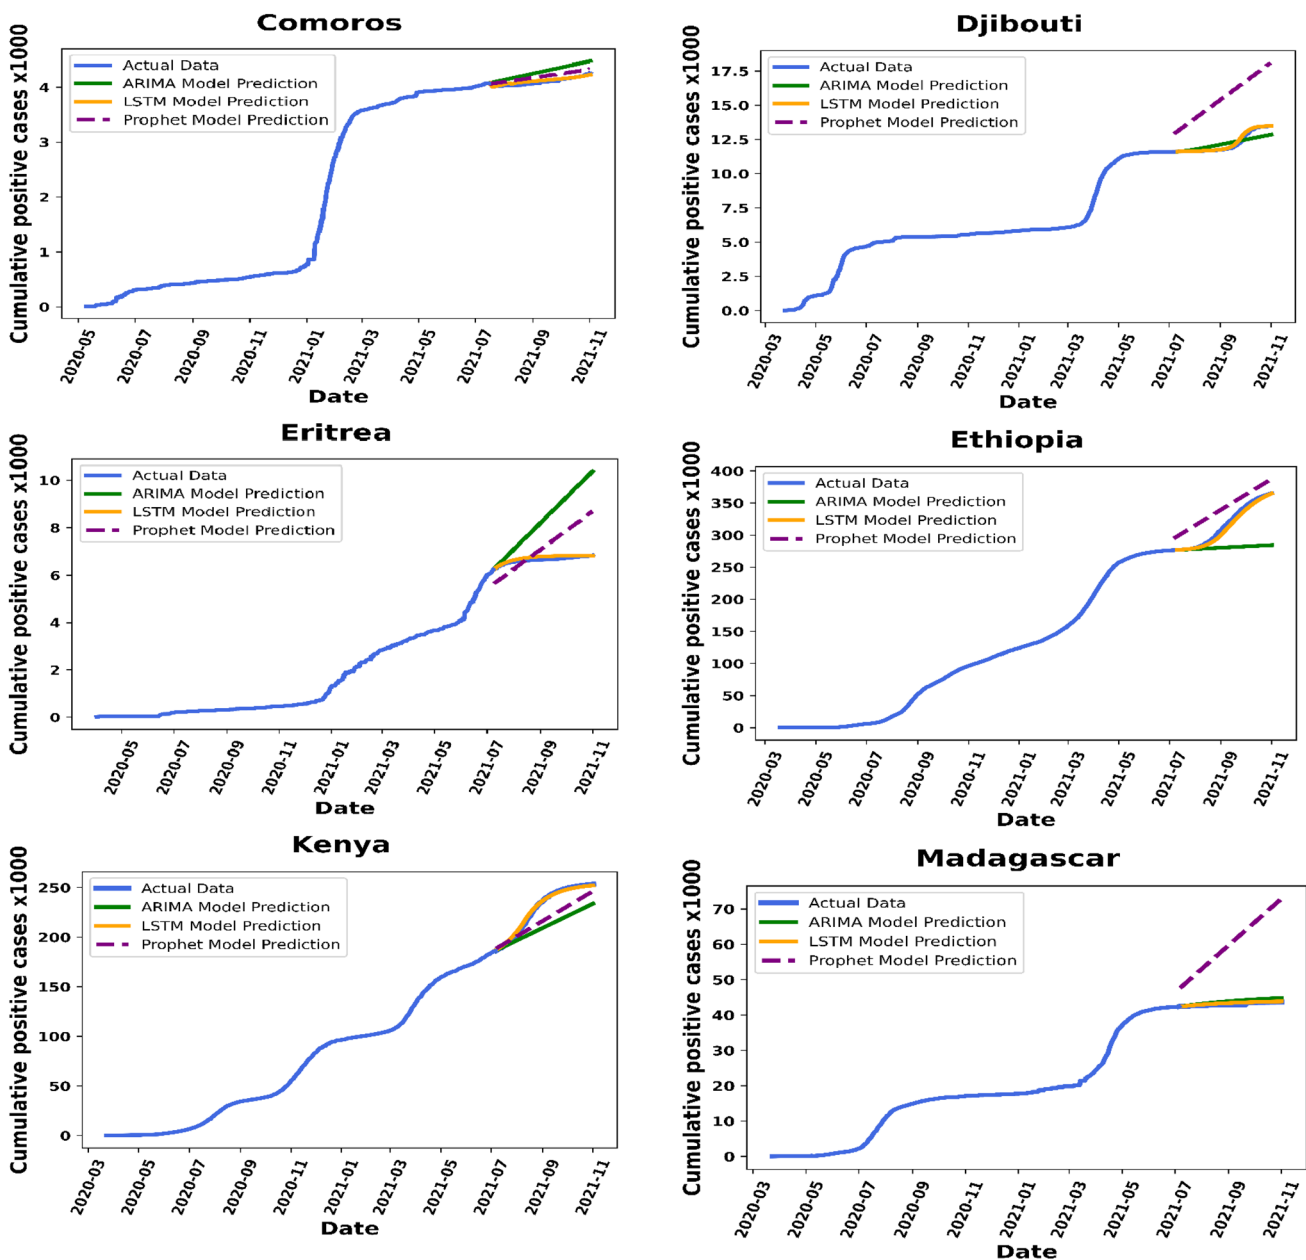 Comoros
Cumulative positive cases x1000
Actual Data
ARIMA Model Prediction
LSTM Model Prediction
Prophet Model Prediction
4
3
2
1
0
2020-05
2020-07
2020-09
2020-11
2021-01
2021-03
2021-05
2021-07
2021-09
2021-11
Date
Djibouti
Cumulative positive cases x1000
Actual Data
ARIMA Model Prediction
LSTM Model Prediction
Prophet Model Prediction
17.5
15.0
12.5
10.0
7.5
5.0
2.5
0.0
2020-03
2020-05
2020-07
2020-09
2020-11
2021-01
2021-03
2021-05
2021-07
2021-09
2021-11
Date
Eritrea
Cumulative positive cases x1000
Actual Data
ARIMA Model Prediction
LSTM Model Prediction
Prophet Model Prediction
10
8
6
4
2
0
2020-05
2020-07
2020-09
2020-11
2021-01
2021-03
2021-05
2021-07
2021-09
2021-11
Date
Ethiopia
Cumulative positive cases x1000
Actual Data
ARIMA Model Prediction
LSTM Model Prediction
Prophet Model Prediction
400
350
300
250
200
150
100
50
0
2020-03
2020-05
2020-07
2020-09
2020-11
2021-01
2021-03
2021-05
2021-07
2021-09
2021-11
Date
Kenya
Cumulative positive cases x1000
Actual Data
ARIMA Model Prediction
LSTM Model Prediction
Prophet Model Prediction
250
200
150
100
50
0
2020-03
2020-05
2020-07
2020-09
2020-11
2021-01
2021-03
2021-05
2021-07
2021-09
2021-11
Date
Madagascar
Cumulative positive cases x1000
Actual Data
ARIMA Model Prediction
LSTM Model Prediction
Prophet Model Prediction
70
60
50
40
30
20
10
0
2020-03
2020-05
2020-07
2020-09
2020-11
2021-01
2021-03
2021-05
2021-07
2021-09
2021-11
Date